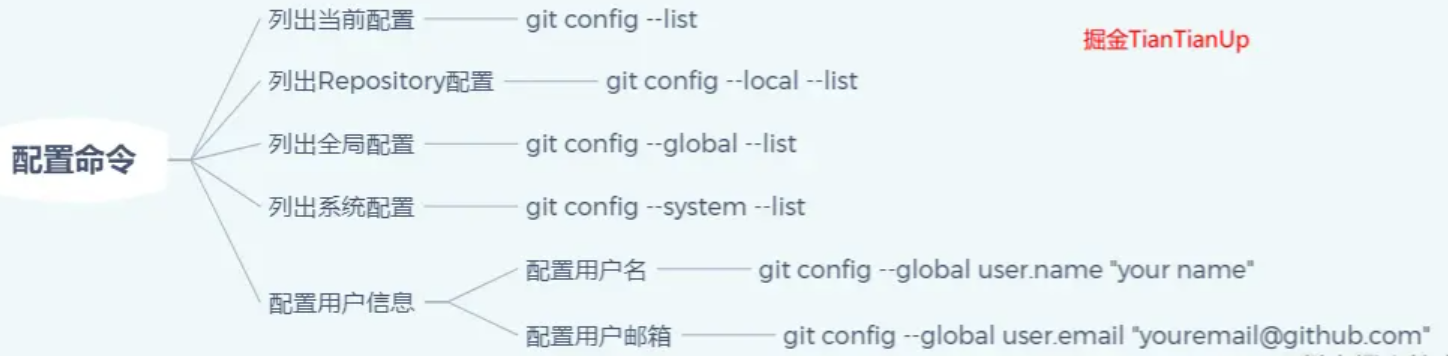 列出当前配置 git config --list
掘金TianTianUp
列出Repository配置 git config --local --list
配置命令
列出全局配置 git config --global --list
列出系统配置 git config --system --list
配置用户信息
配置用户名 git config --global user.name "your name"
配置用户邮箱 git config --global user.email "youremail@github.com"